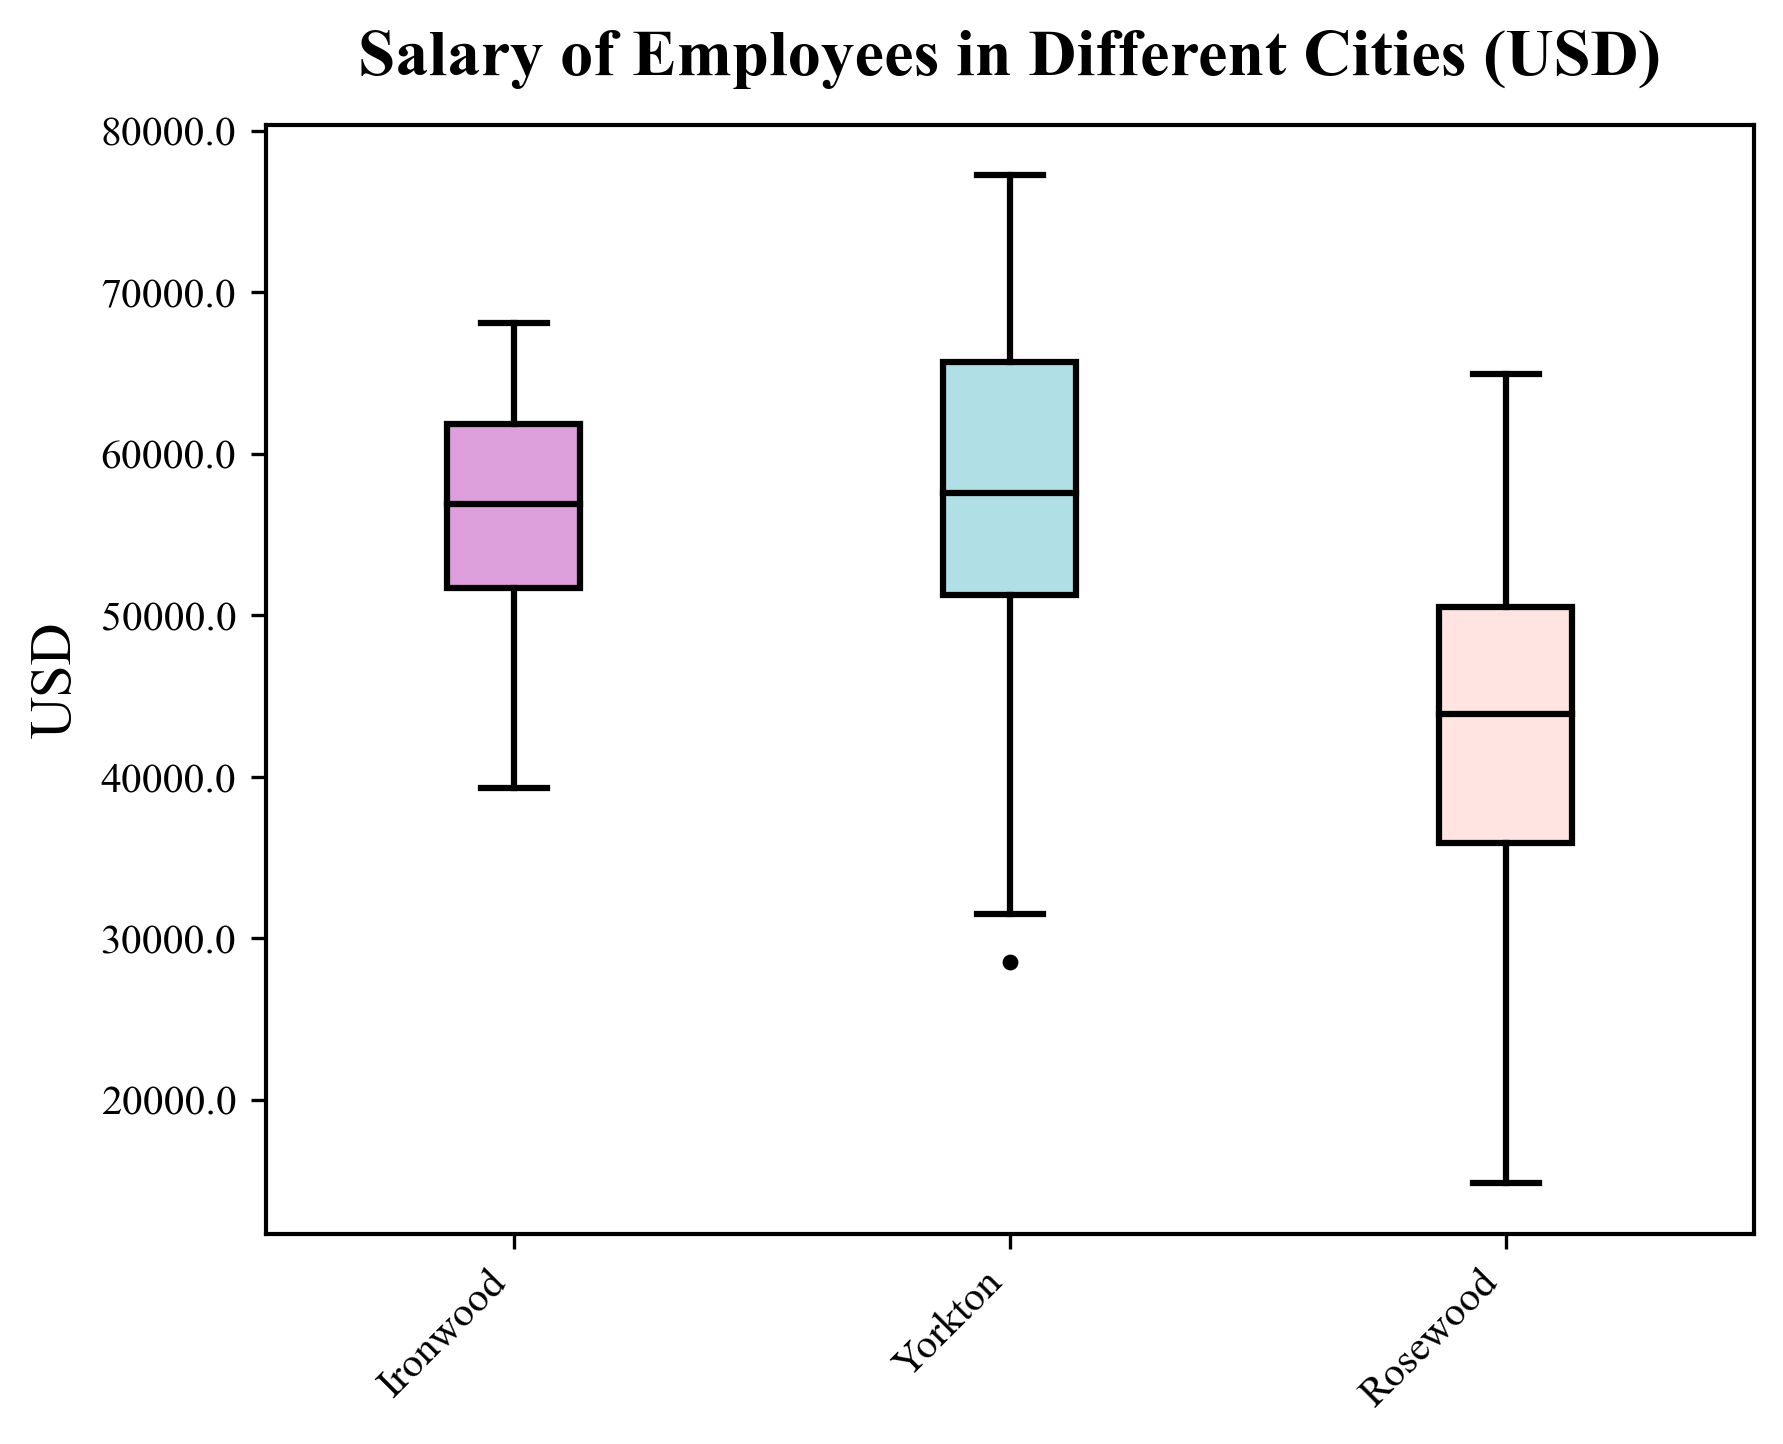 Salary of Employees in Different Cities (USD)
80000.0
70000.0
60000.0
50000.0
40000.0
30000.0
20000.0
USD
Ironwood
Yorkton
Rosewood